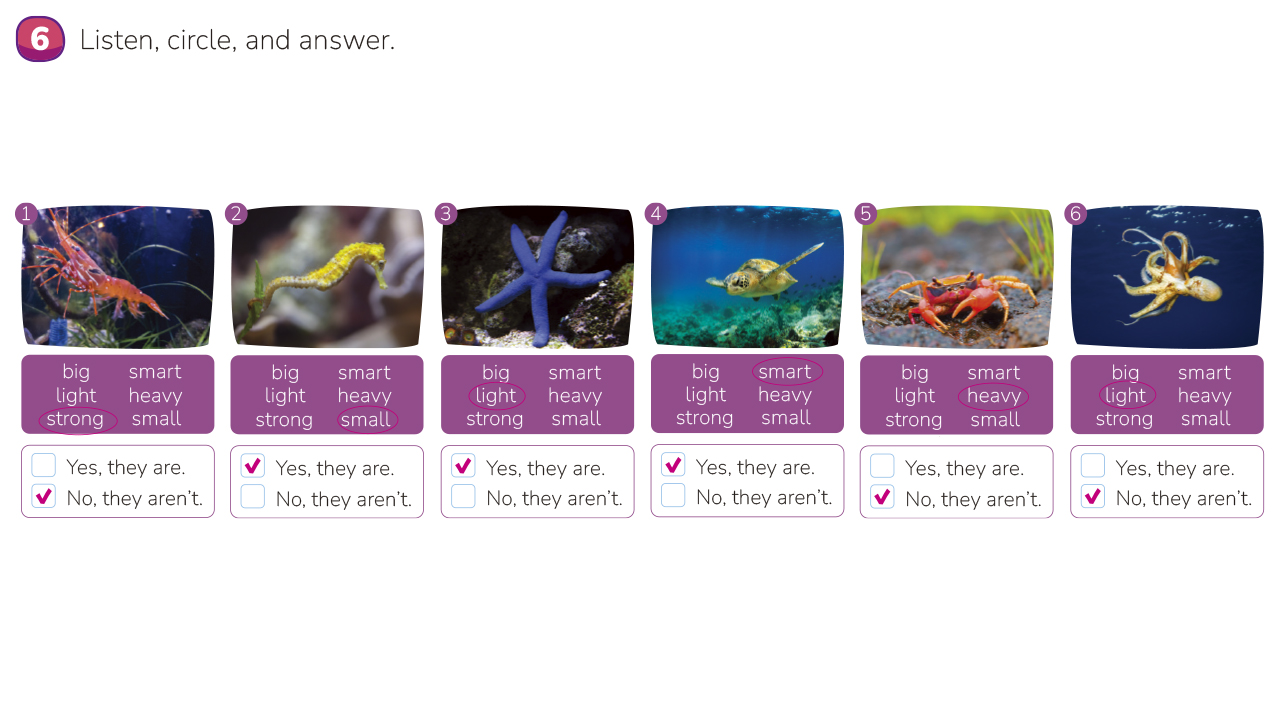 6 Listen, circle, and answer.
1
big smart
light heavy
strong small
Yes, they are.
No, they aren't.
2
big smart
light heavy
strong small
Yes, they are.
No, they aren't.
3
big smart
light heavy
strong small
Yes, they are.
No, they aren't.
4
big smart
light heavy
strong small
Yes, they are.
No, they aren't.
5
big smart
light heavy
strong small
Yes, they are.
No, they aren't.
6
big smart
light heavy
strong small
Yes, they are.
No, they aren't.